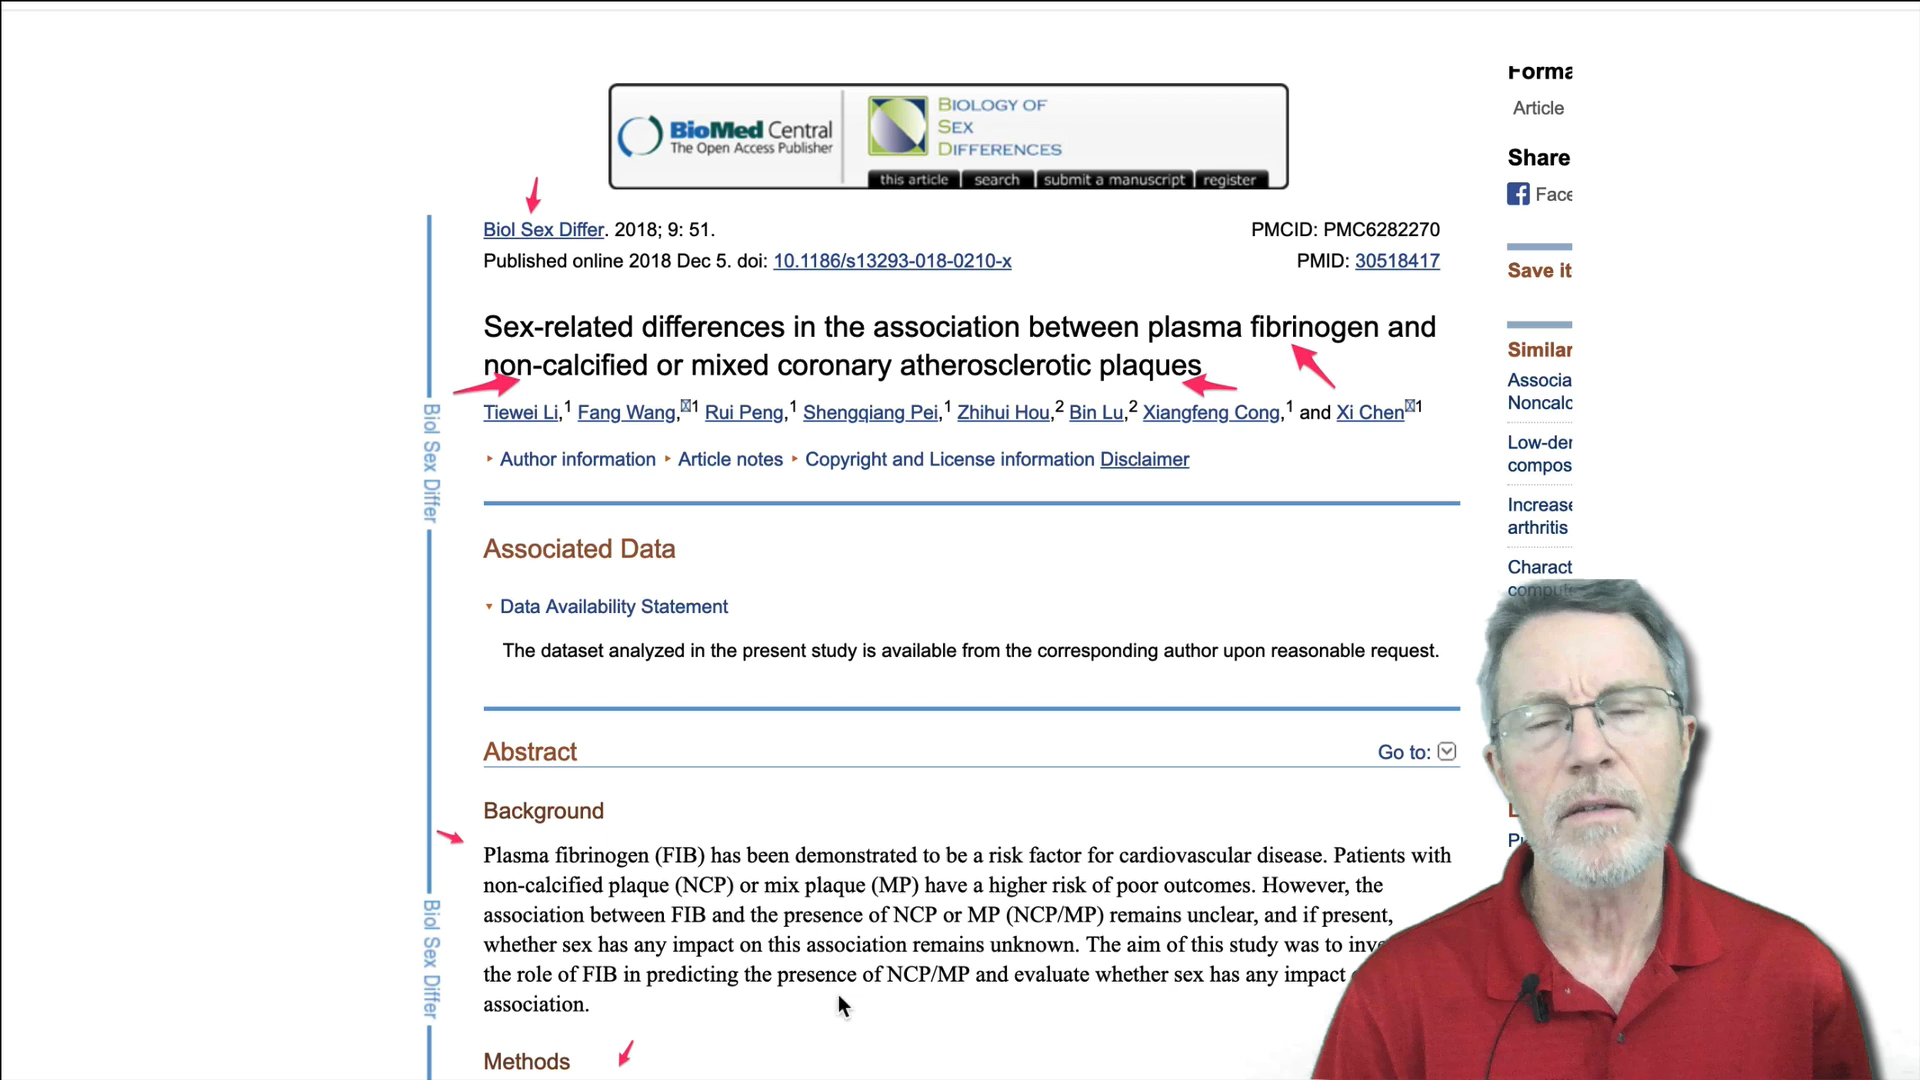 BioMed Central
The Open Access Publisher
BIOLOGY OF
SEX
DIFFERENCES
this article
search
submit a manuscript
register
Biol Sex Differ. 2018; 9: 51.
PMCID: PMC6282270
Published online 2018 Dec 5. doi: 10.1186/s13293-018-0210-x
PMID: 30518417
Sex-related differences in the association between plasma fibrinogen and
non-calcified or mixed coronary atherosclerotic plaques
Tiewei Li,1 Fang Wang,1 Rui Peng,1 Shengqiang Pei,1 Zhihui Hou,2 Bin Lu,2 Xiangfeng Cong,1 and Xi Chen1
Author information Article notes Copyright and License information Disclaimer
Associated Data
Data Availability Statement
The dataset analyzed in the present study is available from the corresponding author upon reasonable request.
Abstract
Go to:
Background
Plasma fibrinogen (FIB) has been demonstrated to be a risk factor for cardiovascular disease. Patients with
non-calcified plaque (NCP) or mix plaque (MP) have a higher risk of poor outcomes. However, the
association between FIB and the presence of NCP or MP (NCP/MP) remains unclear, and if present,
whether sex has any impact on this association remains unknown. The aim of this study was to inve
the role of FIB in predicting the presence of NCP/MP and evaluate whether sex has any impact
association.
Methods
Biol Sex Differ
Biol Sex Differ
Forma
Article
Share
Face
Save it
Similar
Associa
Noncalc
Low-der
compos
Increase
arthritis
Charact